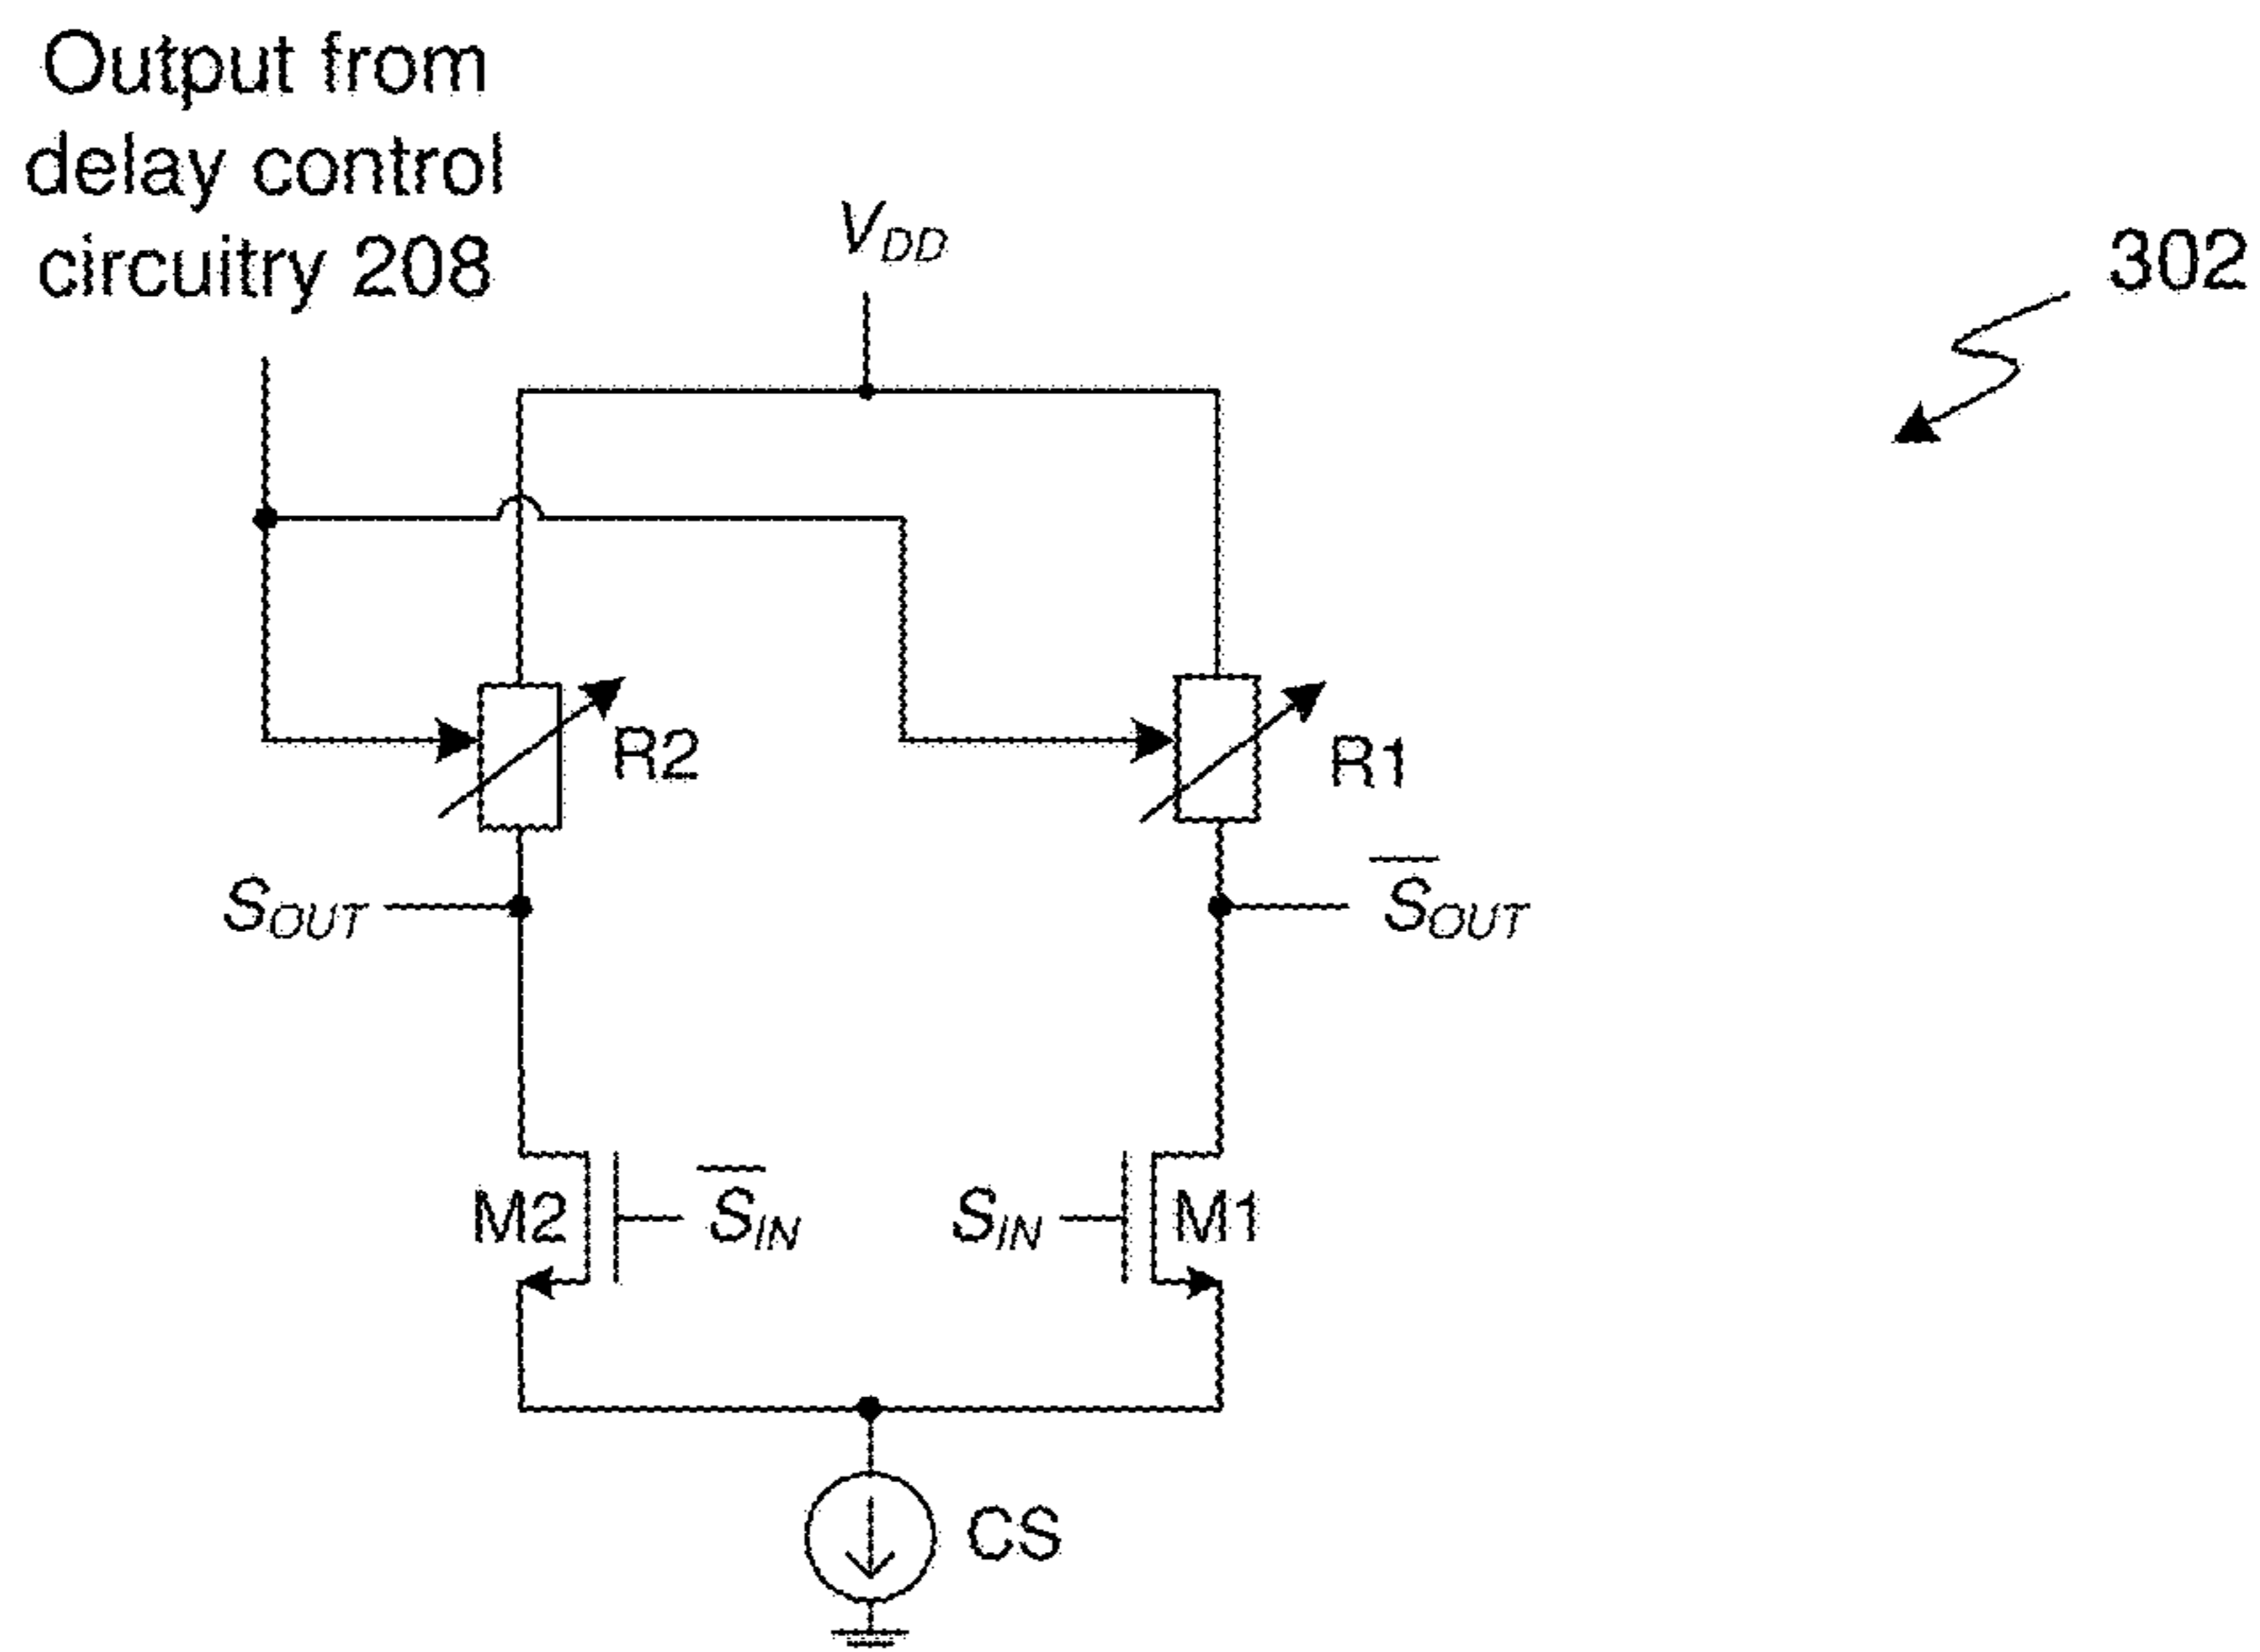 Output from
delay control
circuitry 208
V_DD
302
R2
R1
S_OUT
S̅_OUT
M2
S̅_IN
S_IN
M1
CS